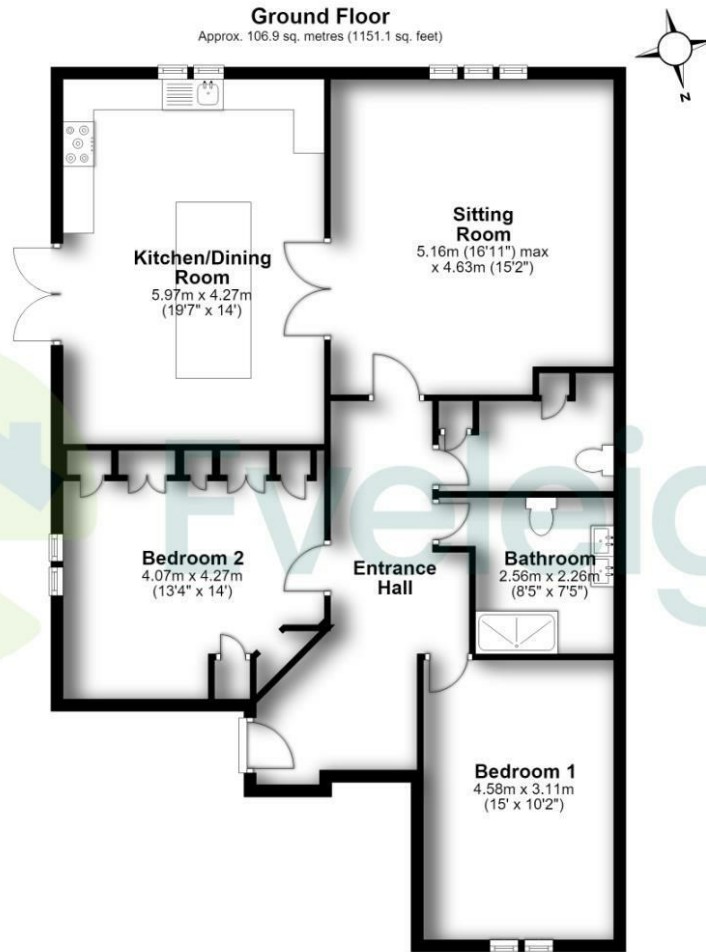 Ground Floor
Approx. 106.9 sq. metres (1151.1 sq. feet)
N
Sitting
Room
5.16m (16'11") max
x 4.63m (15'2")
Kitchen/Dining
Room
5.97m x 4.27m
(19'7" x 14')
Bedroom 2
4.07m x 4.27m
(13'4" x 14')
Entrance
Hall
Bathroom
2.56m x 2.26m
(8'5" x 7'5")
Bedroom 1
4.58m x 3.11m
(15' x 10'2")